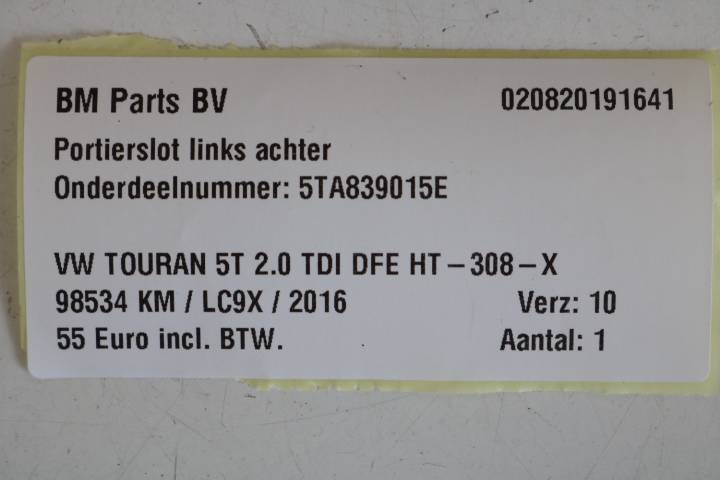 BM Parts BV 020820191641
Portierslot links achter
Onderdeelnummer: 5TA839015E
VW TOURAN 5T 2.0 TDI DFE HT-308-X
98534 KM / LC9X / 2016 Verz: 10
55 Euro incl. BTW. Aantal: 1